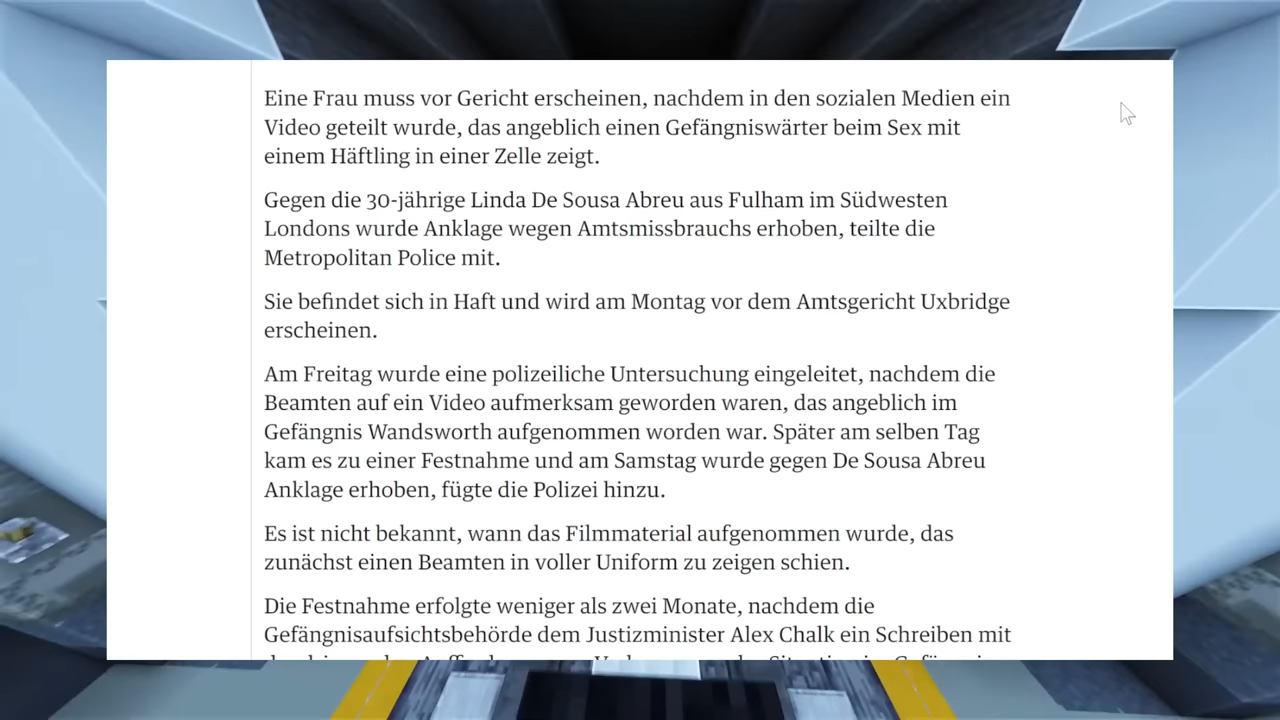 Eine Frau muss vor Gericht erscheinen, nachdem in den sozialen Medien ein
Video geteilt wurde, das angeblich einen Gefängniswärter beim Sex mit
einem Häftling in einer Zelle zeigt.
Gegen die 30-jährige Linda De Sousa Abreu aus Fulham im Südwesten
Londons wurde Anklage wegen Amtsmissbrauchs erhoben, teilte die
Metropolitan Police mit.
Sie befindet sich in Haft und wird am Montag vor dem Amtsgericht Uxbridge
erscheinen.
Am Freitag wurde eine polizeiliche Untersuchung eingeleitet, nachdem die
Beamten auf ein Video aufmerksam geworden waren, das angeblich im
Gefängnis Wandsworth aufgenommen worden war. Später am selben Tag
kam es zu einer Festnahme und am Samstag wurde gegen De Sousa Abreu
Anklage erhoben, fügte die Polizei hinzu.
Es ist nicht bekannt, wann das Filmmaterial aufgenommen wurde, das
zunächst einen Beamten in voller Uniform zu zeigen schien.
Die Festnahme erfolgte weniger als zwei Monate, nachdem die
Gefängnisaufsichtsbehörde dem Justizminister Alex Chalk ein Schreiben mit